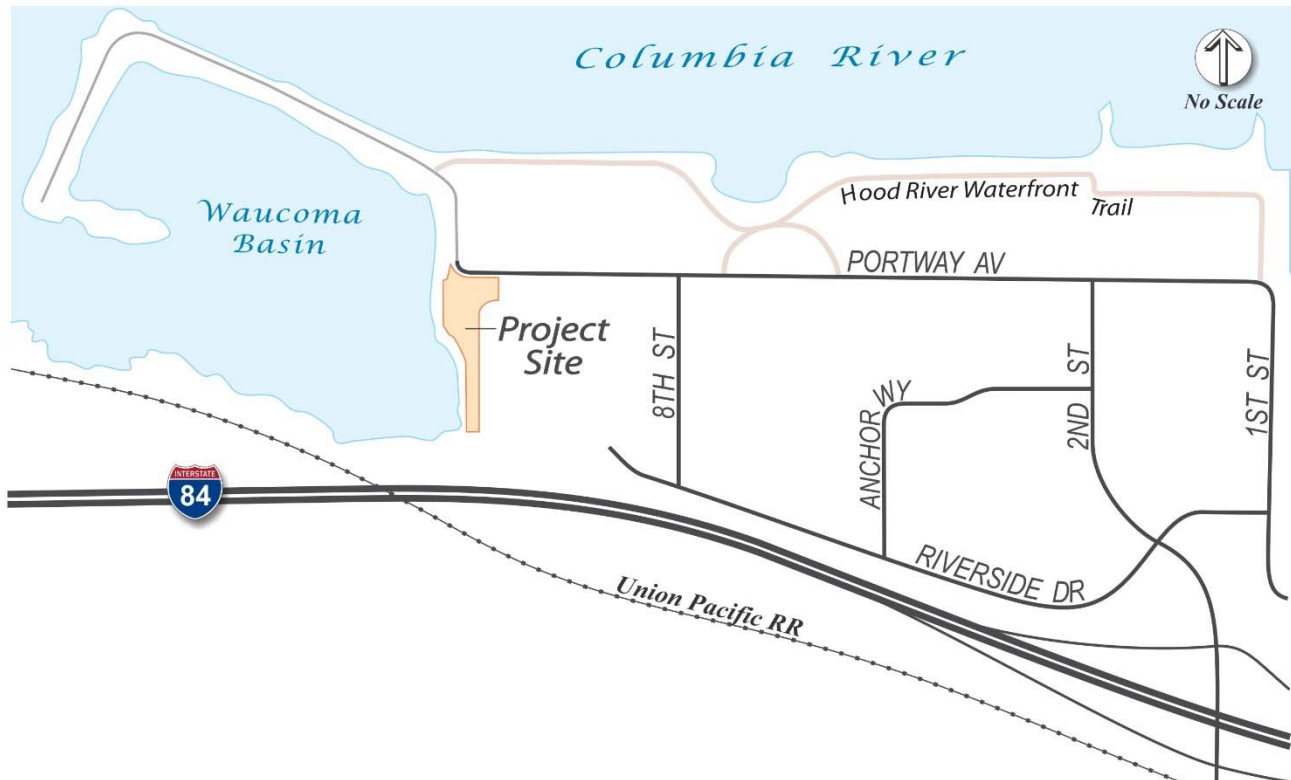 Columbia River
No Scale
Waucoma
Basin
Hood River Waterfront
Trail
PORTWAY AV
Project
Site
8TH ST
ANCHOR WY
2ND ST
1ST ST
INTERSTATE
84
RIVERSIDE DR
Union Pacific RR